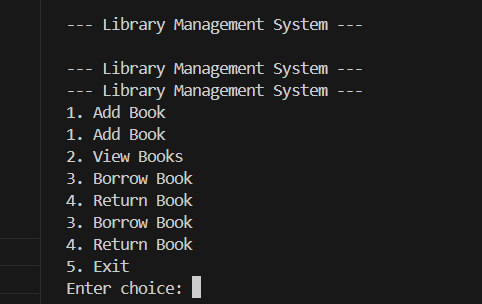 --- Library Management System ---
--- Library Management System ---
--- Library Management System ---
1. Add Book
1. Add Book
2. View Books
3. Borrow Book
4. Return Book
3. Borrow Book
4. Return Book
5. Exit
Enter choice: